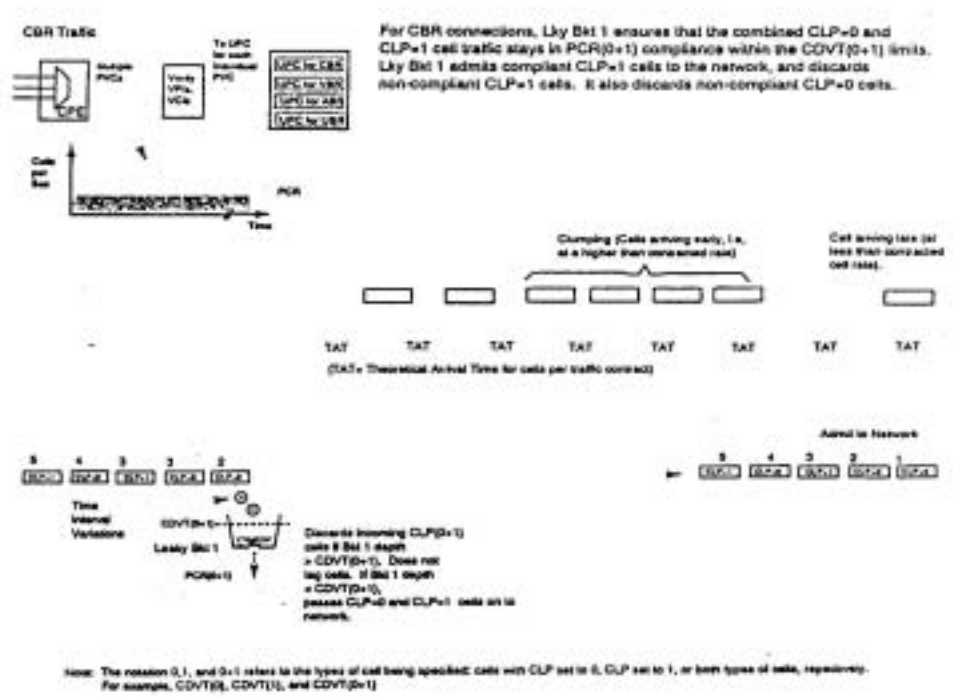 CBR Traffic
For CBR connections, Lky Bkt 1 ensures that the combined CLP=0 and
CLP=1 cell traffic stays in PCR(0+1) compliance within the CDVT(0+1) limits.
Lky Bkt 1 admits compliant CLP=1 cells to the network, and discards
non-compliant CLP=1 cells. It also discards non-compliant CLP=0 cells.
CPE
Multiple
PVCs
Verify
VPIs,
VCIs
To UPC
for each
Individual
PVC
UPC for CBR
UPC for VBR
UPC for ABR
UPC for UBR
Cells
per
Sec
PCR
Time
Clumping (Cells arriving early, i.e.,
at a higher than contracted rate)
Cell arriving late (at
less than contracted
cell rate).
TAT TAT TAT TAT TAT TAT TAT TAT
(TAT= Theoretical Arrival Time for cells per traffic contract)
Admit to Network
5 4 3 2
5 4 3 2 1
Time
Interval
Variations
CDVT(0+1)
Leaky Bkt 1
PCR(0+1)
Discards incoming CLP(0+1)
cells if Bkt 1 depth
> CDVT(0+1). Does not
tag cells. If Bkt 1 depth
CDVT(0+1),
passes CLP=0 and CLP=1 cells on to
network.
Note: The notation 0,1, and 0+1 refers to the types of cell being specified: cells with CLP set to 0, CLP set to 1, or both types of cells, respectively.
For example, CDVT(0), CDVT(1), and CDVT(0+1)